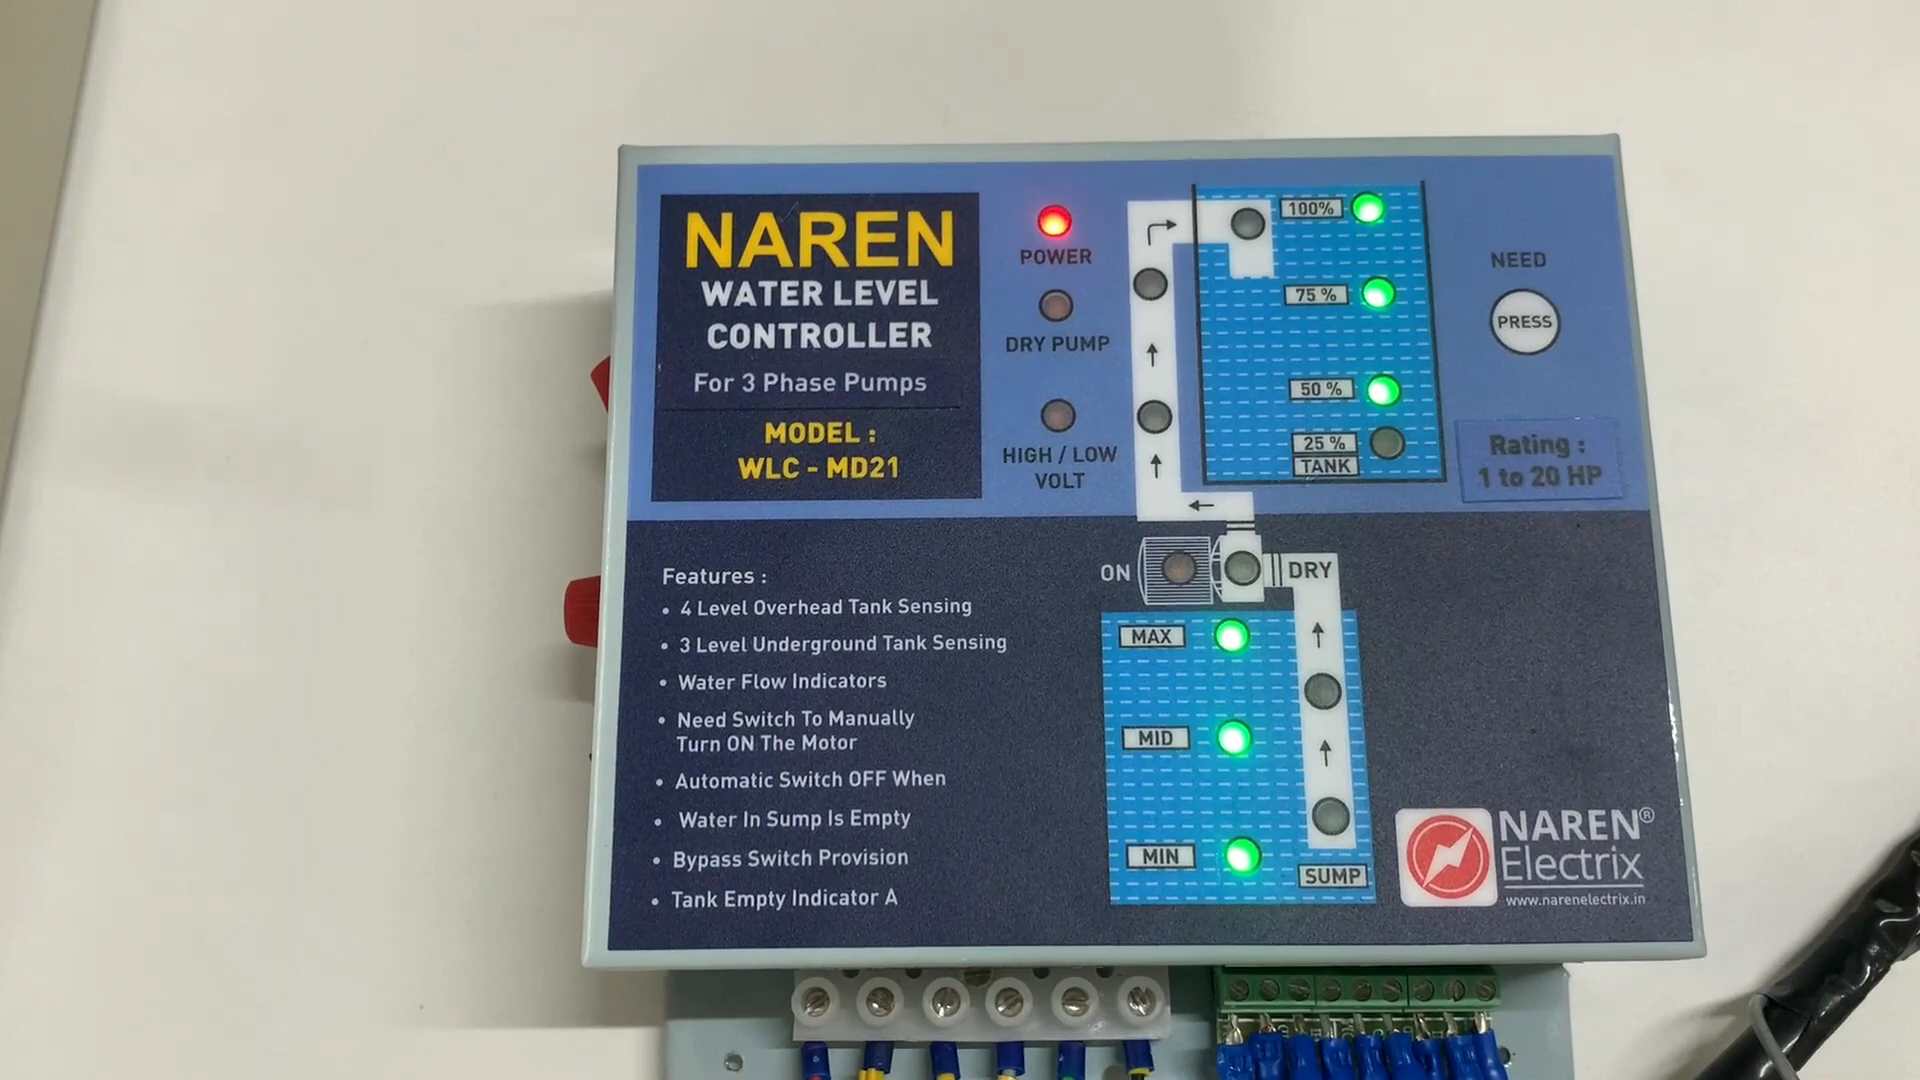 NAREN
WATER LEVEL
CONTROLLER
For 3 Phase Pumps
MODEL :
WLC - MD21
POWER
DRY PUMP
HIGH / LOW
VOLT
100%
75 %
50 %
25 %
TANK
NEED
PRESS
Rating :
1 to 20 HP
Features :
• 4 Level Overhead Tank Sensing
• 3 Level Underground Tank Sensing
• Water Flow Indicators
• Need Switch To Manually
Turn ON The Motor
• Automatic Switch OFF When
• Water In Sump Is Empty
• Bypass Switch Provision
• Tank Empty Indicator A
ON
DRY
MAX
MID
MIN
SUMP
NAREN®
Electrix
www.narenelectrix.in